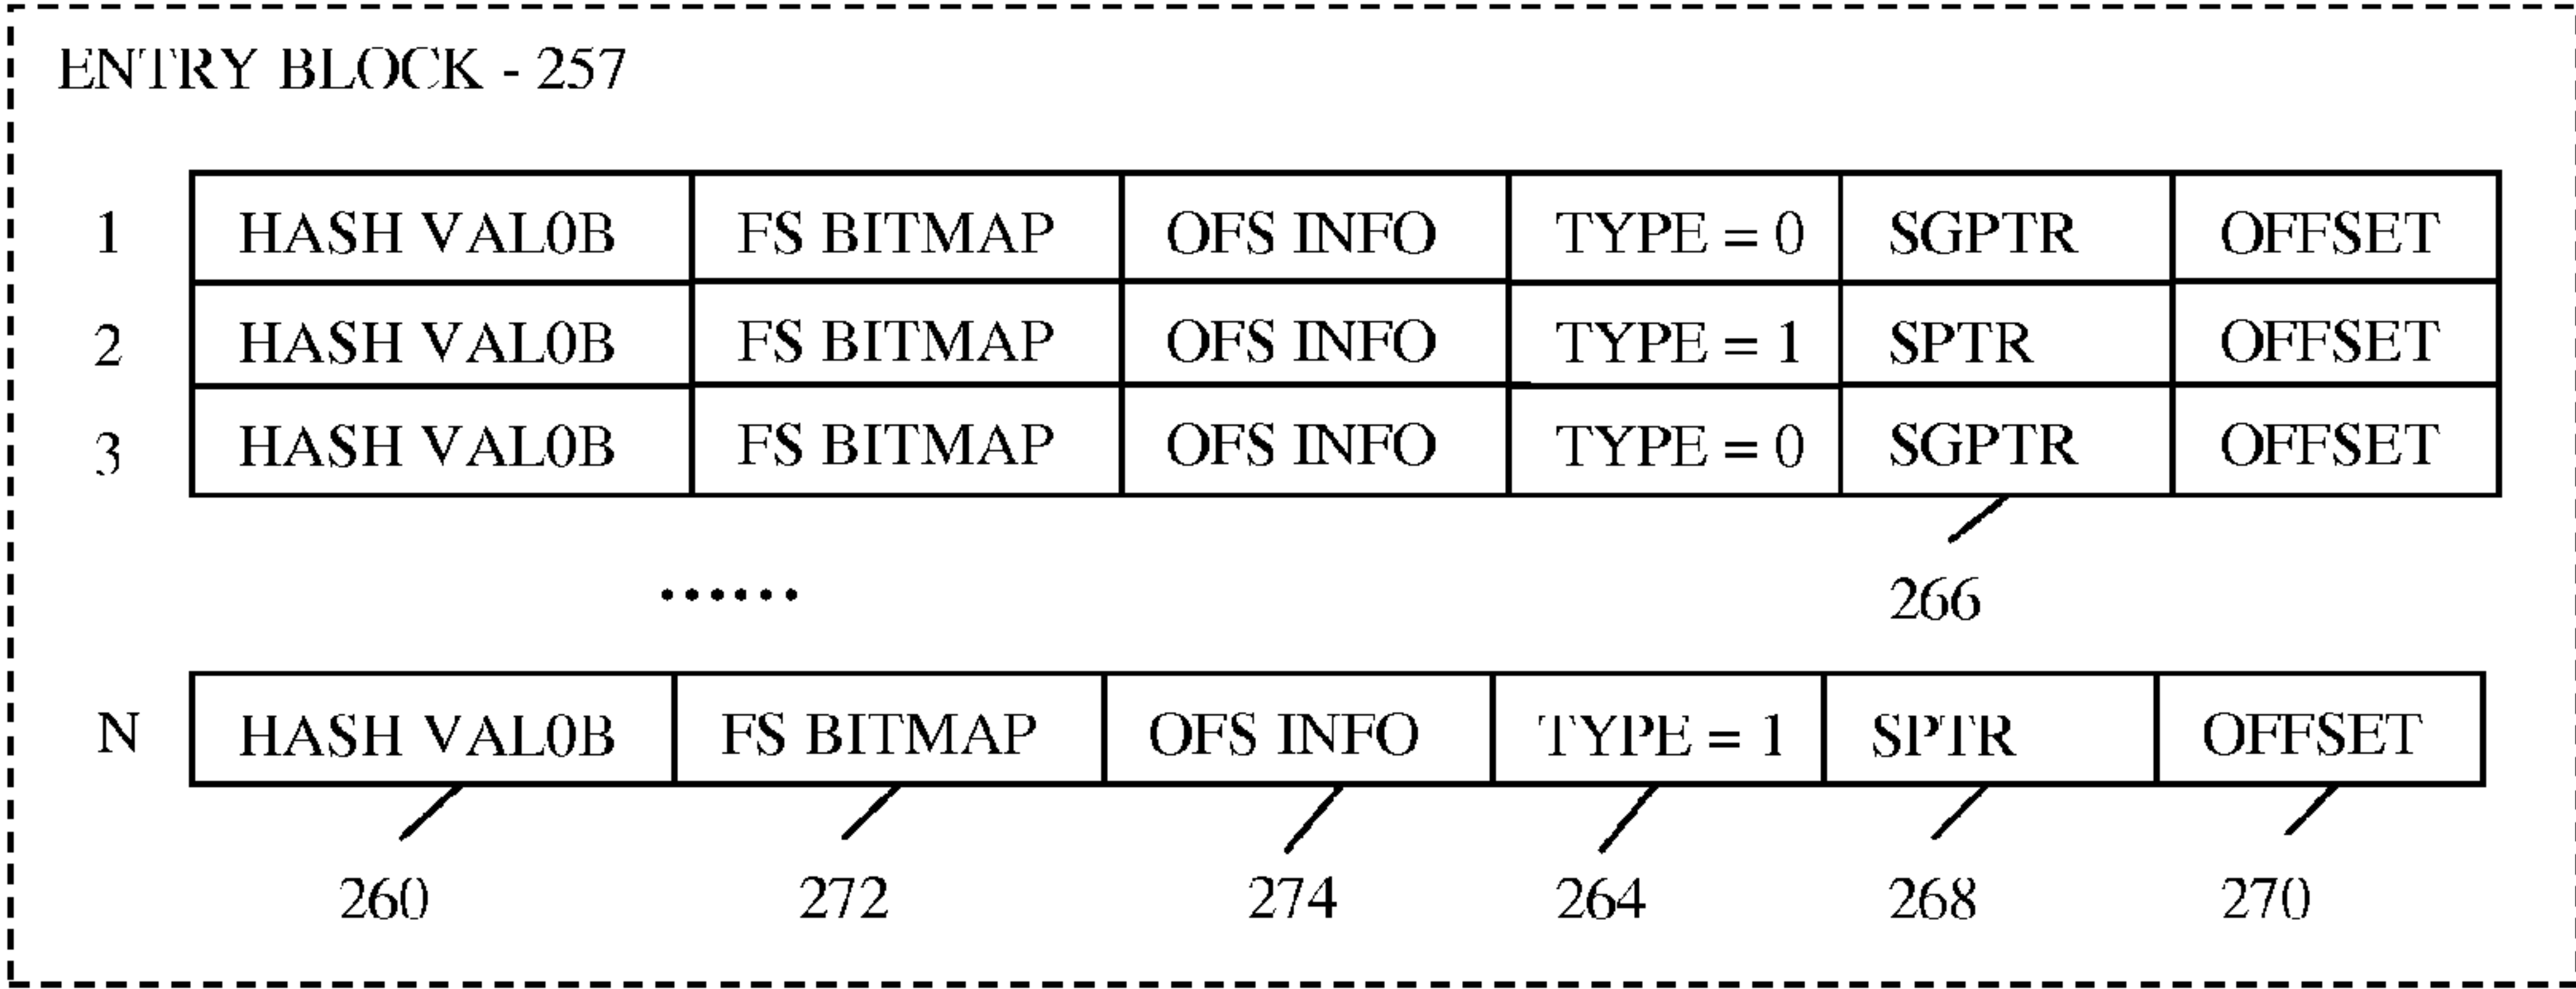 ENTRY BLOCK - 257
1 HASH VAL0B FS BITMAP OFS INFO TYPE = 0 SGPTR OFFSET
2 HASH VAL0B FS BITMAP OFS INFO TYPE = 1 SPTR OFFSET
3 HASH VAL0B FS BITMAP OFS INFO TYPE = 0 SGPTR OFFSET
266
......
N HASH VAL0B FS BITMAP OFS INFO TYPE = 1 SPTR OFFSET
260 272 274 264 268 270